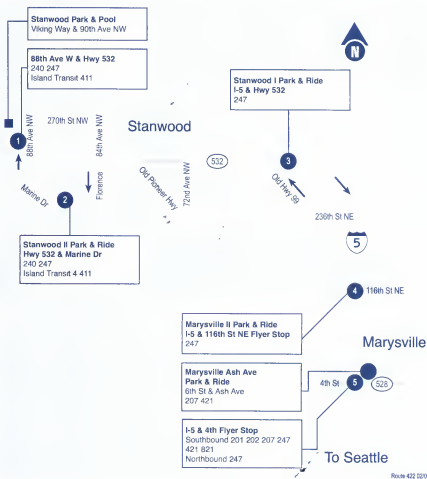 Stanwood Park & Pool
Viking Way & 90th Ave NW
88th Ave W & Hwy 532
240 247
Island Transit 411
N
Stanwood I Park & Ride
I-5 & Hwy 532
247
270th St NW
Stanwood
1
88th Ave NW
84th Ave NW
532
3
Old Hwy 99
Marine Dr
2
Florence
Old Pioneer Hwy
72nd Ave NW
236th St NE
Stanwood II Park & Ride
Hwy 532 & Marine Dr
240 247
Island Transit 4 411
5
4
116th St NE
Marysville II Park & Ride
I-5 & 116th St NE Flyer Stop
247
Marysville
Marysville Ash Ave
Park & Ride
6th St & Ash Ave
207 421
4th St
5
528
I-5 & 4th Flyer Stop
Southbound 201 202 207 247
421 821
Northbound 247
To Seattle
Route 422 02/0